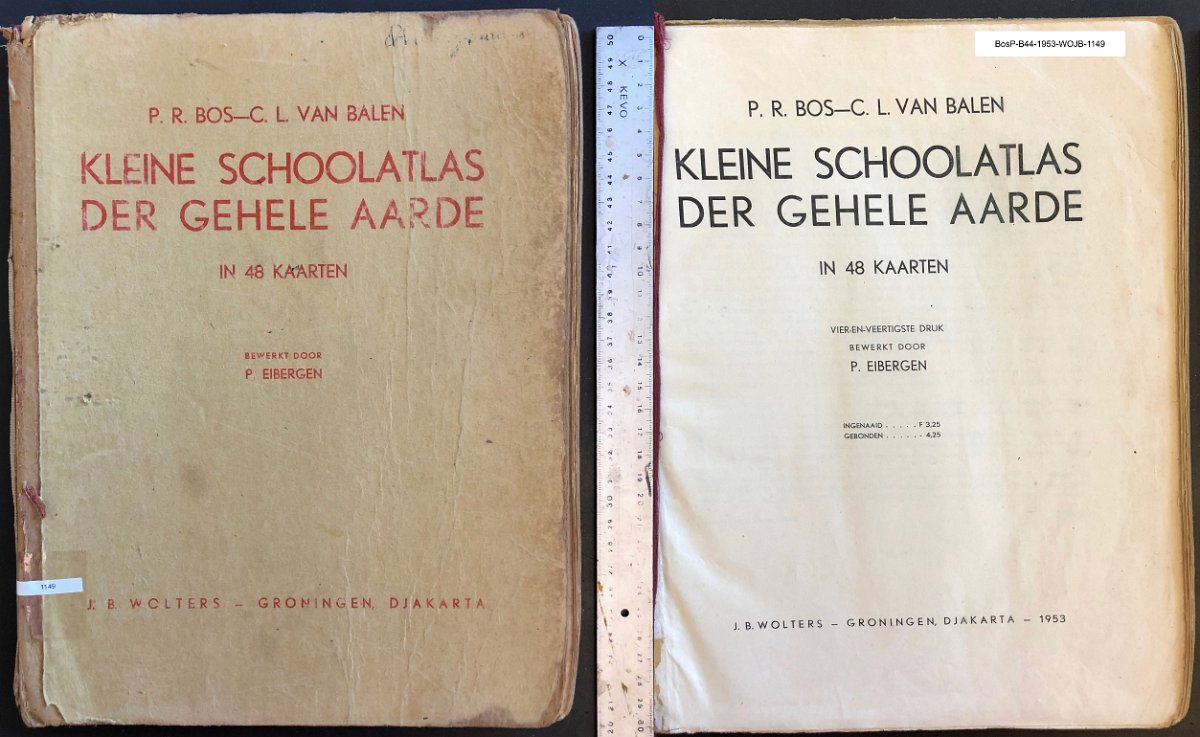 P. R. BOS—C. L. VAN BALEN
KLEINE SCHOOLATLAS
DER GEHELE AARDE
IN 48 KAARTEN
BEWERKT DOOR
P. EIBERGEN
1149
J. B. WOLTERS – GRONINGEN, DJAKARTA
X KEVO
BosP-B44-1953-WOJB-1149
P. R. BOS—C. L. VAN BALEN
KLEINE SCHOOLATLAS
DER GEHELE AARDE
IN 48 KAARTEN
VIER-EN-VEERTIGSTE DRUK
BEWERKT DOOR
P. EIBERGEN
INGENAAID . . . . . F 3,25
GEBONDEN . . . . . . - 4,25
J. B. WOLTERS – GRONINGEN, DJAKARTA – 1953